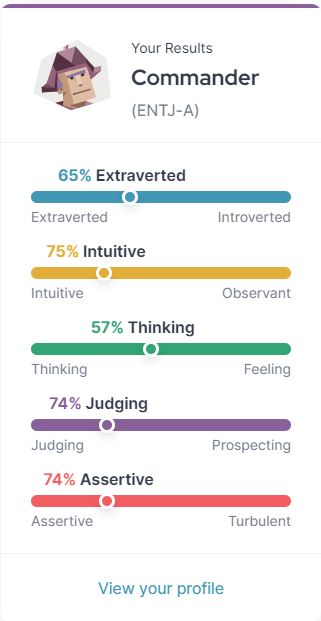 Your Results
Commander
(ENTJ-A)
65% Extraverted
Extraverted Introverted
75% Intuitive
Intuitive Observant
57% Thinking
Thinking Feeling
74% Judging
Judging Prospecting
74% Assertive
Assertive Turbulent
View your profile